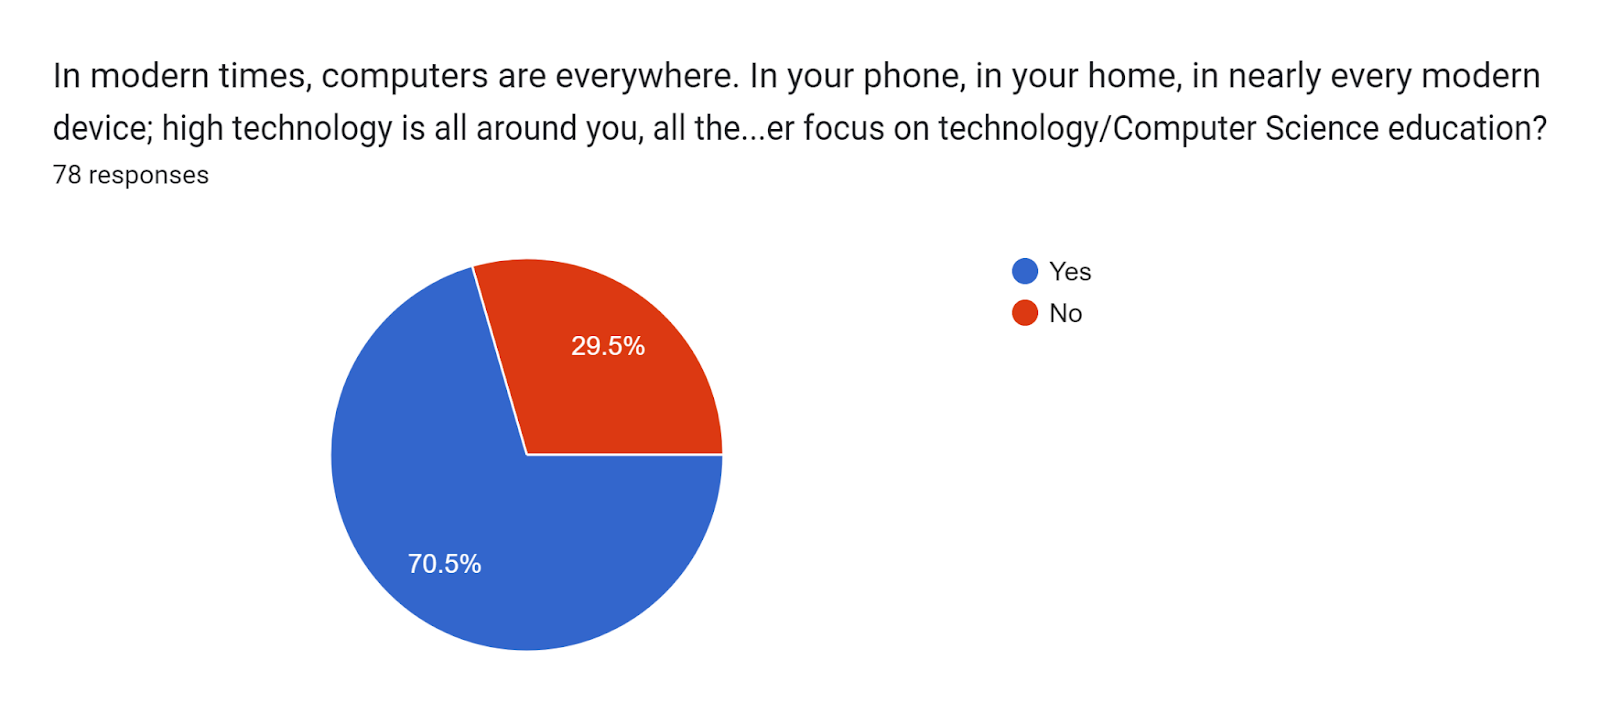 In modern times, computers are everywhere. In your phone, in your home, in nearly every modern
device; high technology is all around you, all the...er focus on technology/Computer Science education?
78 responses
Yes
No
29.5%
70.5%